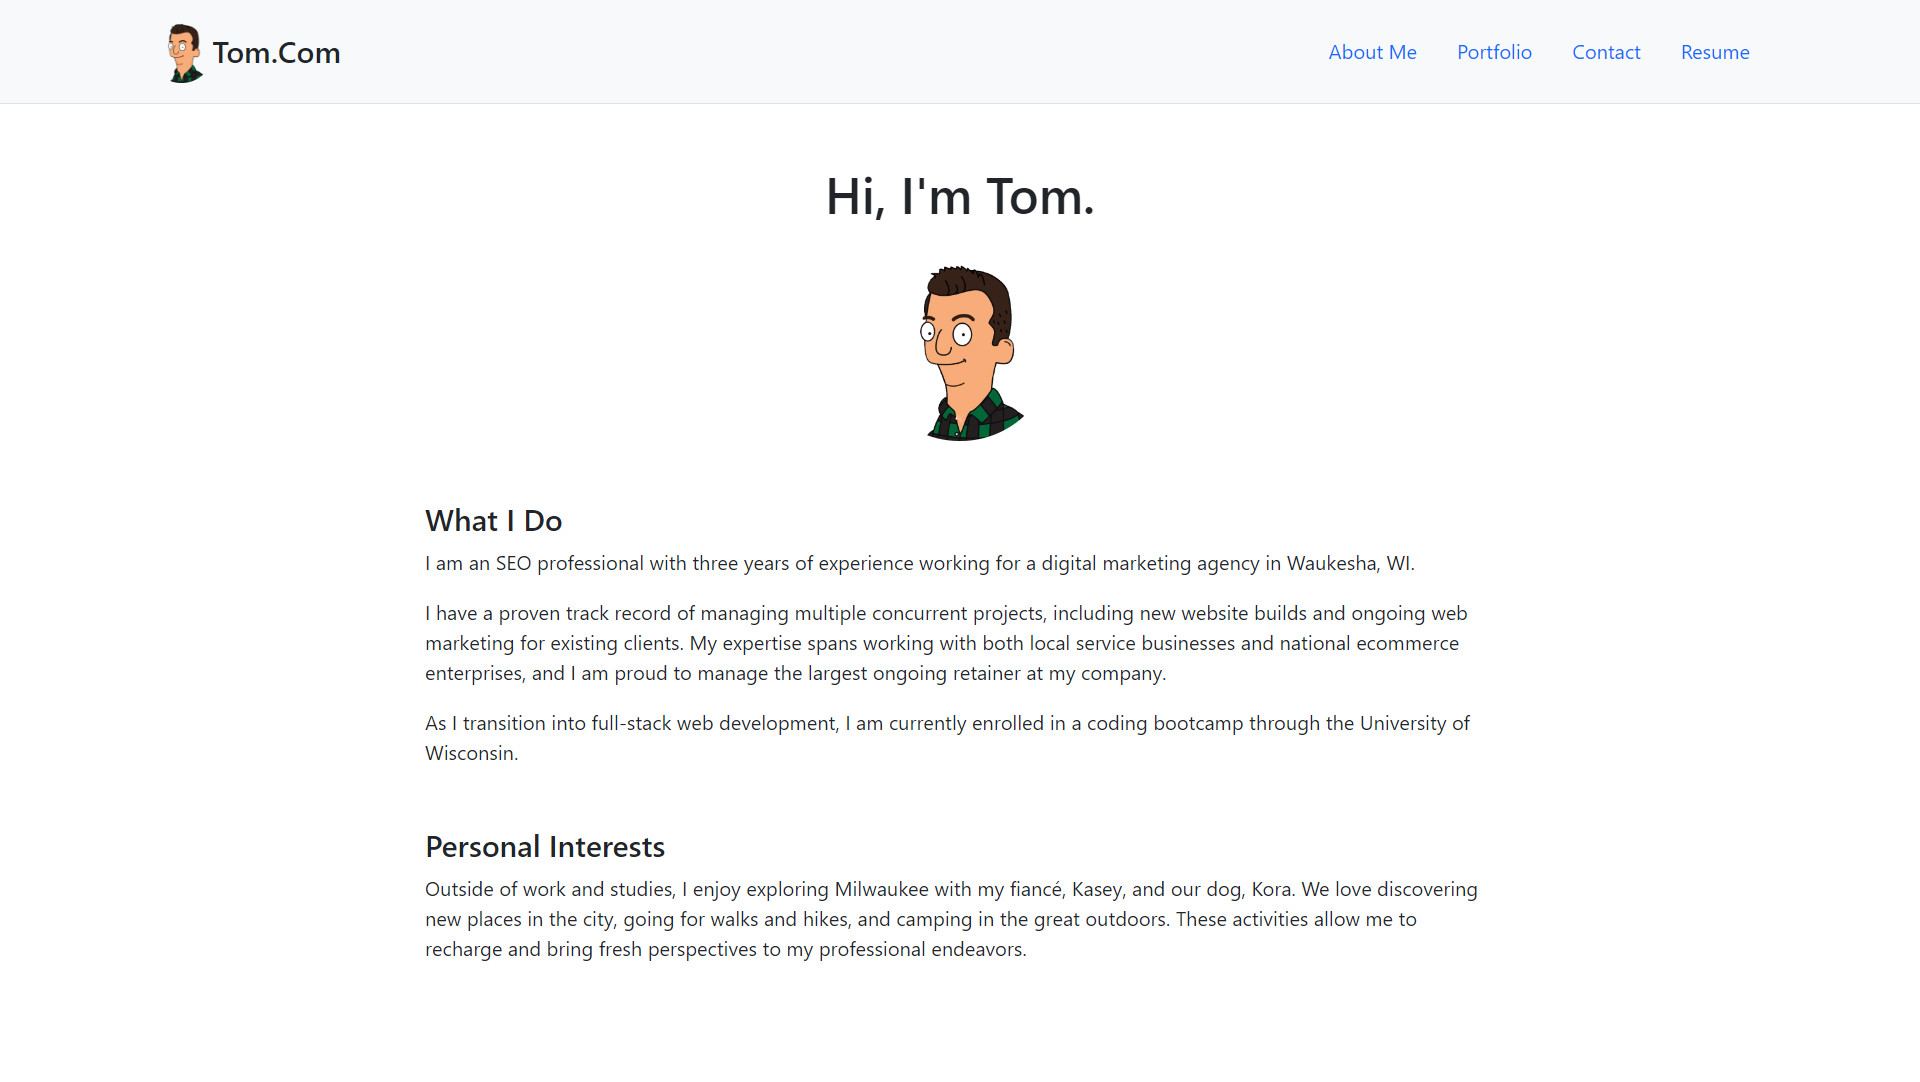 Tom.Com
About Me
Portfolio
Contact
Resume
Hi, I'm Tom.
What I Do
I am an SEO professional with three years of experience working for a digital marketing agency in Waukesha, WI.
I have a proven track record of managing multiple concurrent projects, including new website builds and ongoing web
marketing for existing clients. My expertise spans working with both local service businesses and national ecommerce
enterprises, and I am proud to manage the largest ongoing retainer at my company.
As I transition into full-stack web development, I am currently enrolled in a coding bootcamp through the University of
Wisconsin.
Personal Interests
Outside of work and studies, I enjoy exploring Milwaukee with my fiancé, Kasey, and our dog, Kora. We love discovering
new places in the city, going for walks and hikes, and camping in the great outdoors. These activities allow me to
recharge and bring fresh perspectives to my professional endeavors.